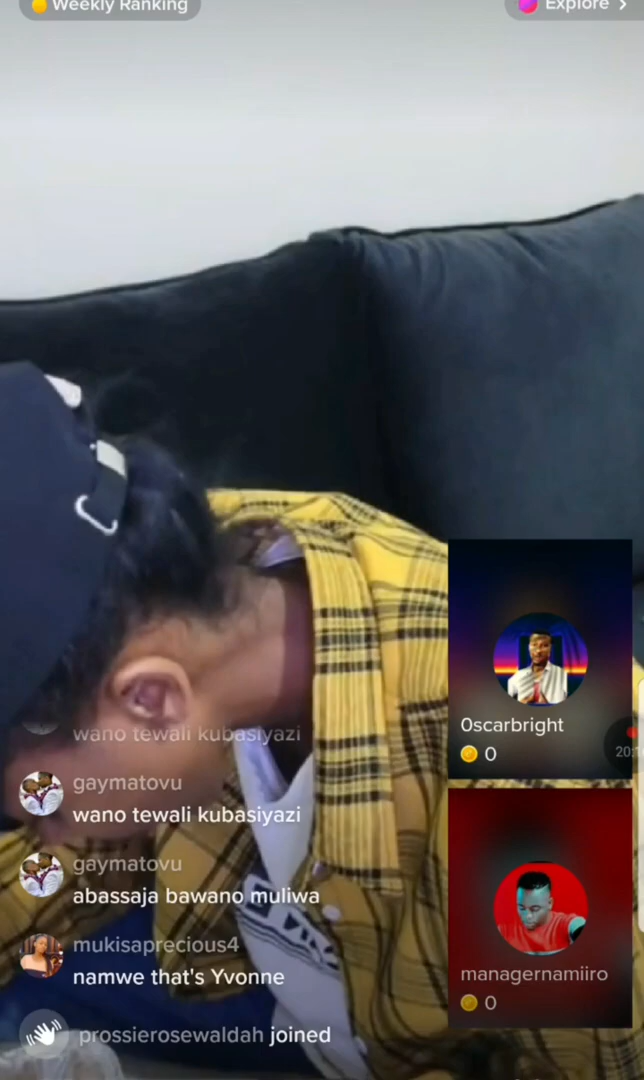 Weekly Ranking
Explore >
wano tewali kubasiyazi
gaymatovu
wano tewali kubasiyazi
gaymatovu
abassaja bawano muliwa
mukisaprecious4
namwe that's Yvonne
prossierosewaldah joined
0scarbright
0
managernamiiro
0